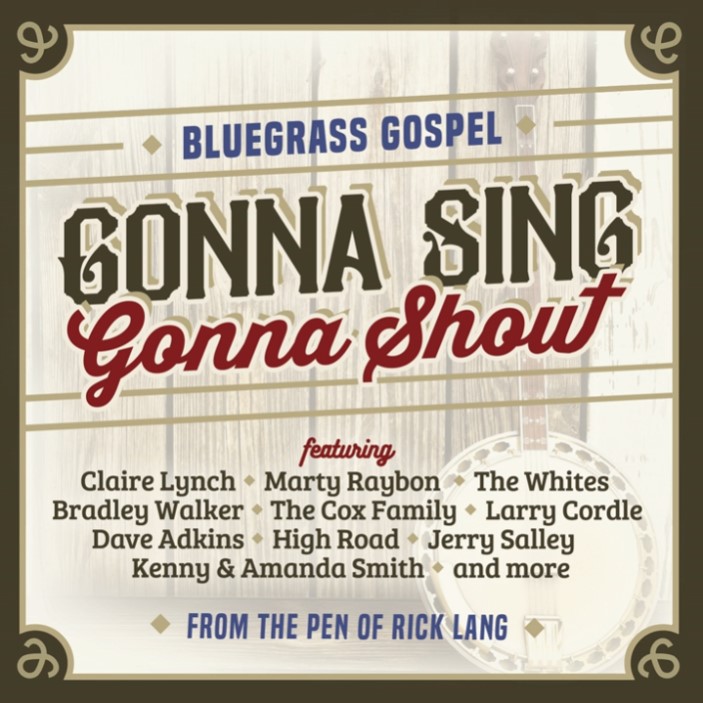 BLUEGRASS GOSPEL
GONNA SING
Gonna Shout
featuring
Claire Lynch ◆ Marty Raybon ◆ The Whites
Bradley Walker ◆ The Cox Family ◆ Larry Cordle
Dave Adkins ◆ High Road ◆ Jerry Salley
Kenny & Amanda Smith ◆ and more
FROM THE PEN OF RICK LANG